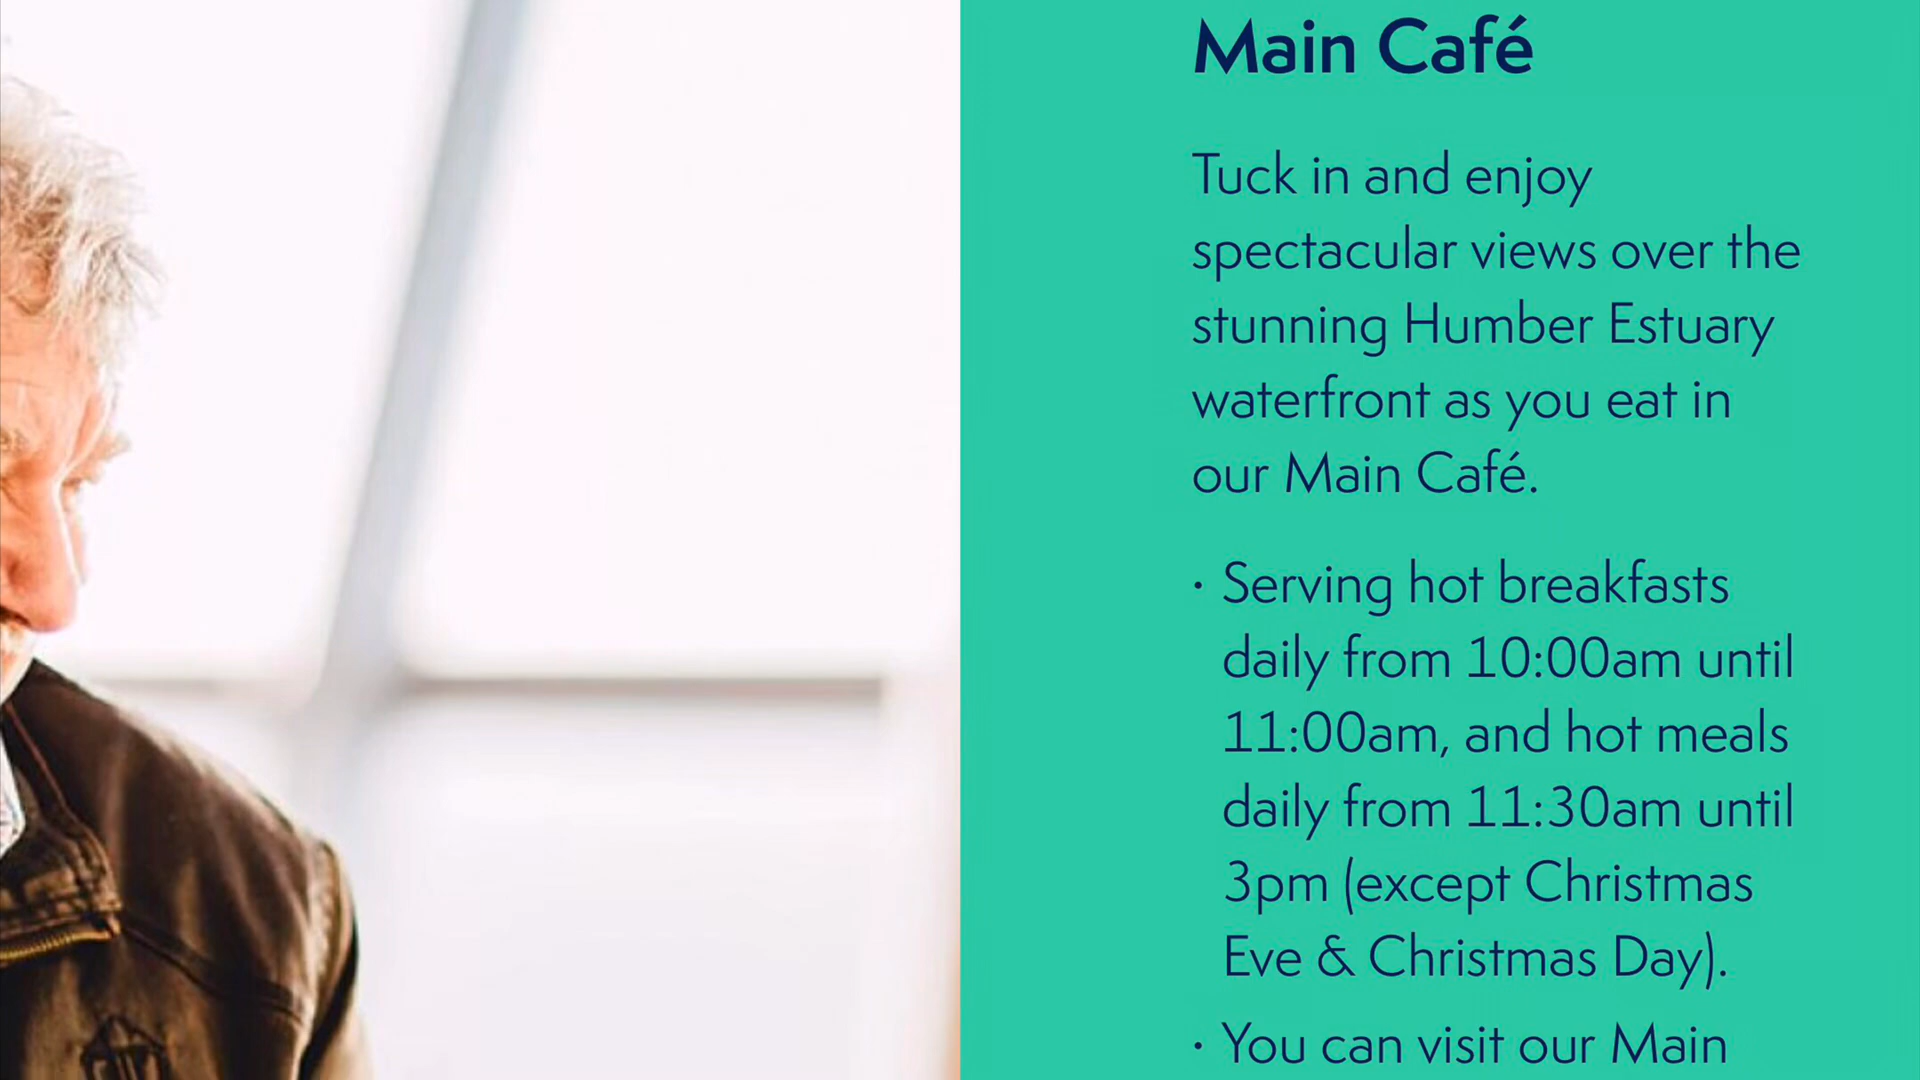 Main Café
Tuck in and enjoy
spectacular views over the
stunning Humber Estuary
waterfront as you eat in
our Main Café.
· Serving hot breakfasts
daily from 10:00am until
11:00am, and hot meals
daily from 11:30am until
3pm (except Christmas
Eve & Christmas Day).
· You can visit our Main